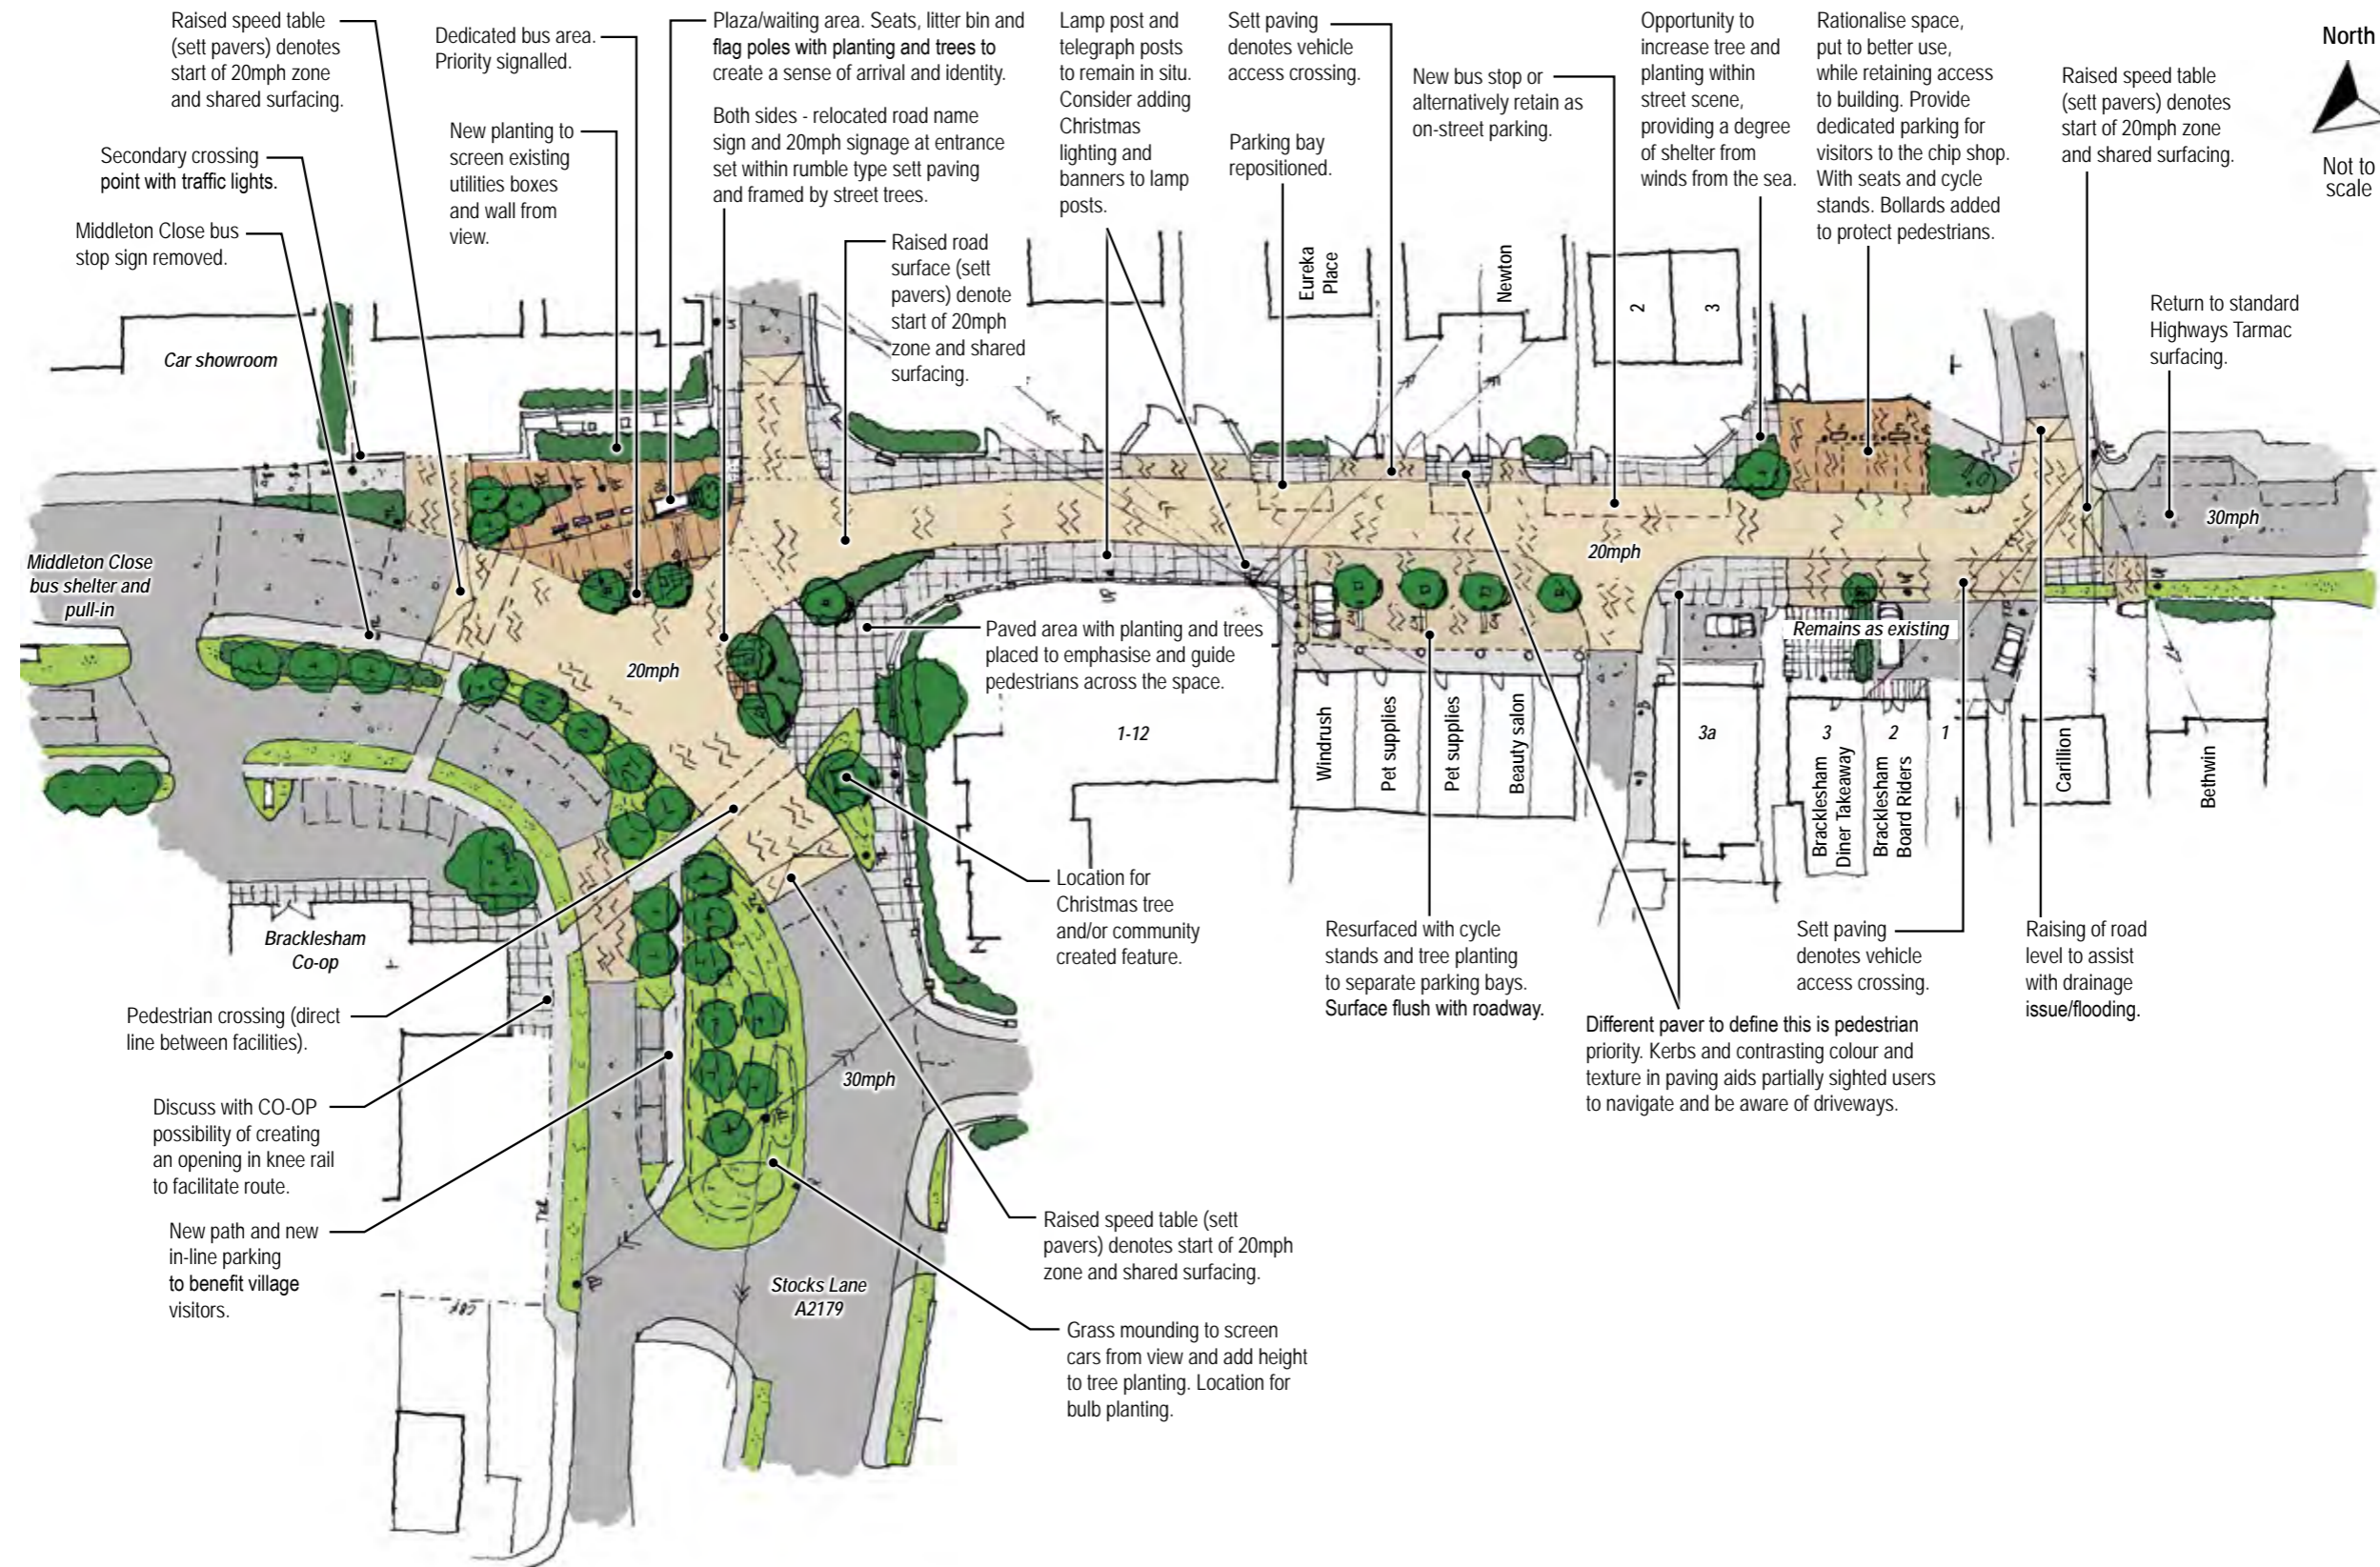 Raised speed table
(sett pavers) denotes
start of 20mph zone
and shared surfacing.
Dedicated bus area.
Priority signalled.
Plaza/waiting area. Seats, litter bin and
flag poles with planting and trees to
create a sense of arrival and identity.
Lamp post and
telegraph posts
to remain in situ.
Consider adding
Christmas
lighting and
banners to lamp
posts.
Sett paving
denotes vehicle
access crossing.
New bus stop or
alternatively retain as
on-street parking.
Opportunity to
increase tree and
planting within
street scene,
providing a degree
of shelter from
winds from the sea.
Rationalise space,
put to better use,
while retaining access
to building. Provide
dedicated parking for
visitors to the chip shop.
With seats and cycle
stands. Bollards added
to protect pedestrians.
Raised speed table
(sett pavers) denotes
start of 20mph zone
and shared surfacing.
North
Not to
scale
Secondary crossing
point with traffic lights.
New planting to
screen existing
utilities boxes
and wall from
view.
Both sides - relocated road name
sign and 20mph signage at entrance
set within rumble type sett paving
and framed by street trees.
Parking bay
repositioned.
Middleton Close bus
stop sign removed.
Raised road
surface (sett
pavers) denote
start of 20mph
zone and shared
surfacing.
Return to standard
Highways Tarmac
surfacing.
Car showroom
Eureka
Place
Newton
2
3
Middleton Close
bus shelter and
pull-in
20mph
20mph
30mph
Paved area with planting and trees
placed to emphasise and guide
pedestrians across the space.
Remains as existing
1-12
Windrush
Pet supplies
Pet supplies
Beauty salon
3a
3
Bracklesham
Diner Takeaway
2
Bracklesham
Board Riders
1
Carillion
Bethwin
Bracklesham
Co-op
Location for
Christmas tree
and/or community
created feature.
Resurfaced with cycle
stands and tree planting
to separate parking bays.
Surface flush with roadway.
Sett paving
denotes vehicle
access crossing.
Raising of road
level to assist
with drainage
issue/flooding.
Different paver to define this is pedestrian
priority. Kerbs and contrasting colour and
texture in paving aids partially sighted users
to navigate and be aware of driveways.
Pedestrian crossing (direct
line between facilities).
Discuss with CO-OP
possibility of creating
an opening in knee rail
to facilitate route.
New path and new
in-line parking
to benefit village
visitors.
30mph
Raised speed table (sett
pavers) denotes start of 20mph
zone and shared surfacing.
Stocks Lane
A2179
Grass mounding to screen
cars from view and add height
to tree planting. Location for
bulb planting.